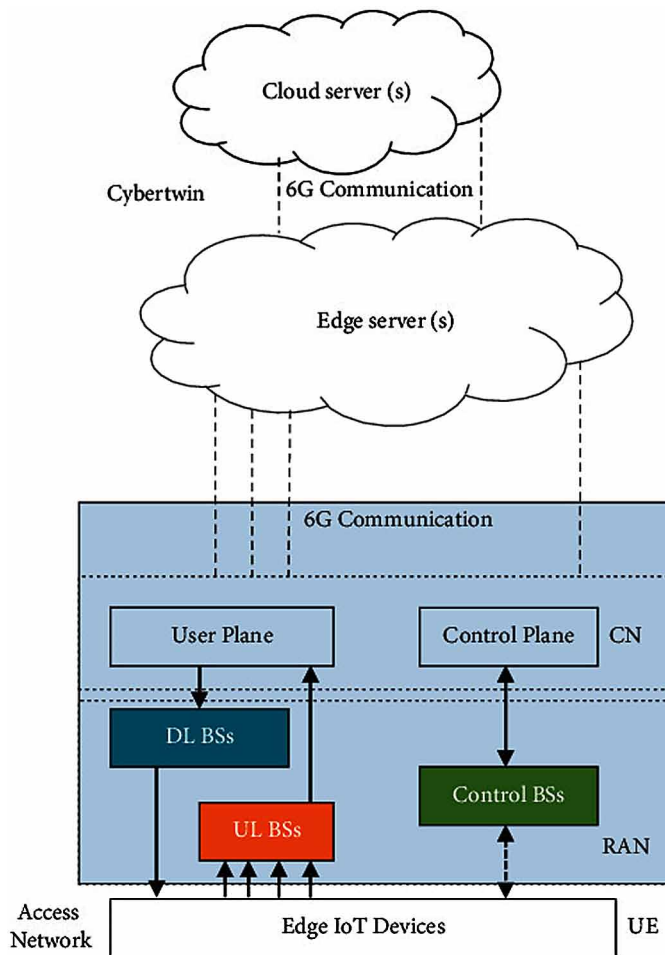 Cloud server (s)
Cybertwin
6G Communication
Edge server (s)
6G Communication
User Plane
Control Plane
CN
DL BSs
Control BSs
UL BSs
RAN
Access
Network
Edge IoT Devices
UE